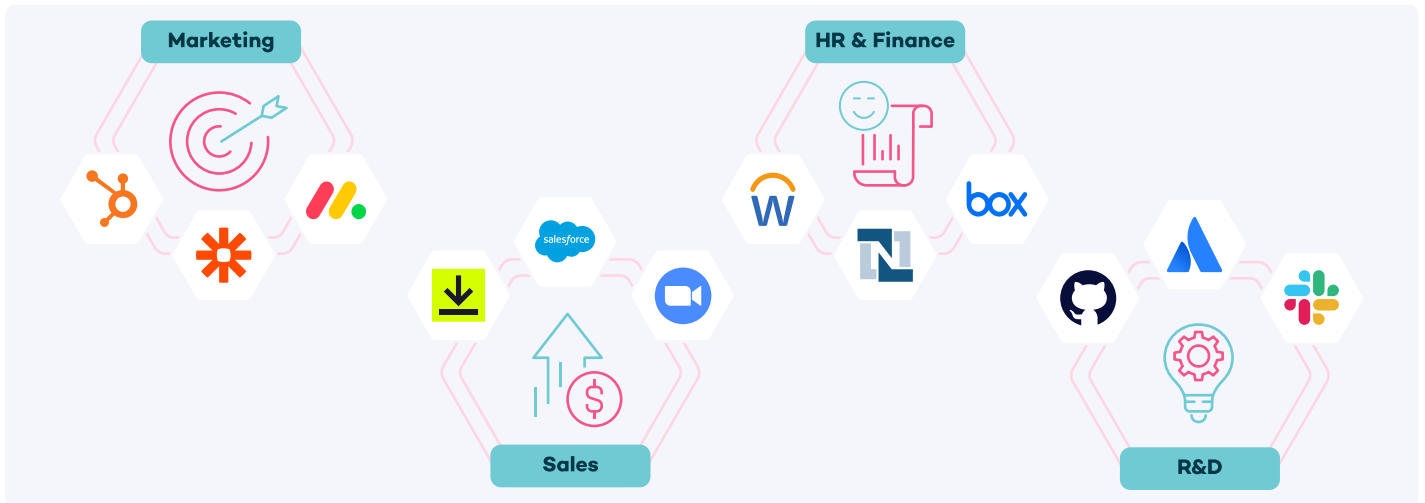 Marketing
HR & Finance
salesforce
W
box
N
$
Sales
R&D